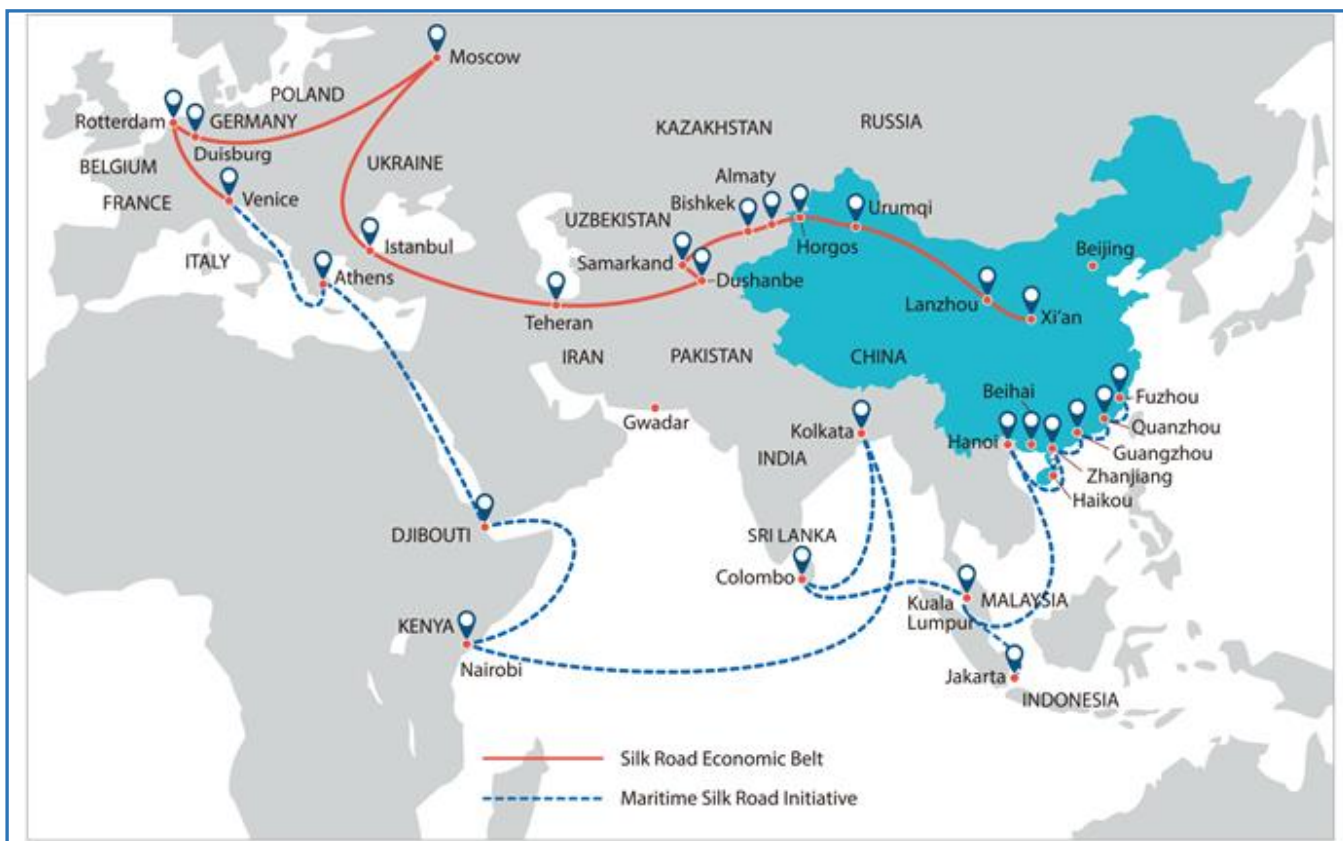 Moscow
POLAND
Rotterdam
GERMANY
Duisburg
BELGIUM
FRANCE
UKRAINE
Venice
ITALY
Istanbul
Athens
KAZAKHSTAN
RUSSIA
Almaty
Bishkek
Urumqi
UZBEKISTAN
Horgos
Samarkand
Dushanbe
Beijing
Teheran
Lanzhou
Xi'an
IRAN
PAKISTAN
CHINA
Beihai
Fuzhou
Gwadar
Kolkata
Hanoi
Quanzhou
INDIA
Guangzhou
Zhanjiang
Haikou
DJIBOUTI
SRI LANKA
Colombo
Kuala
Lumpur
MALAYSIA
KENYA
Nairobi
Jakarta
INDONESIA
Silk Road Economic Belt
Maritime Silk Road Initiative